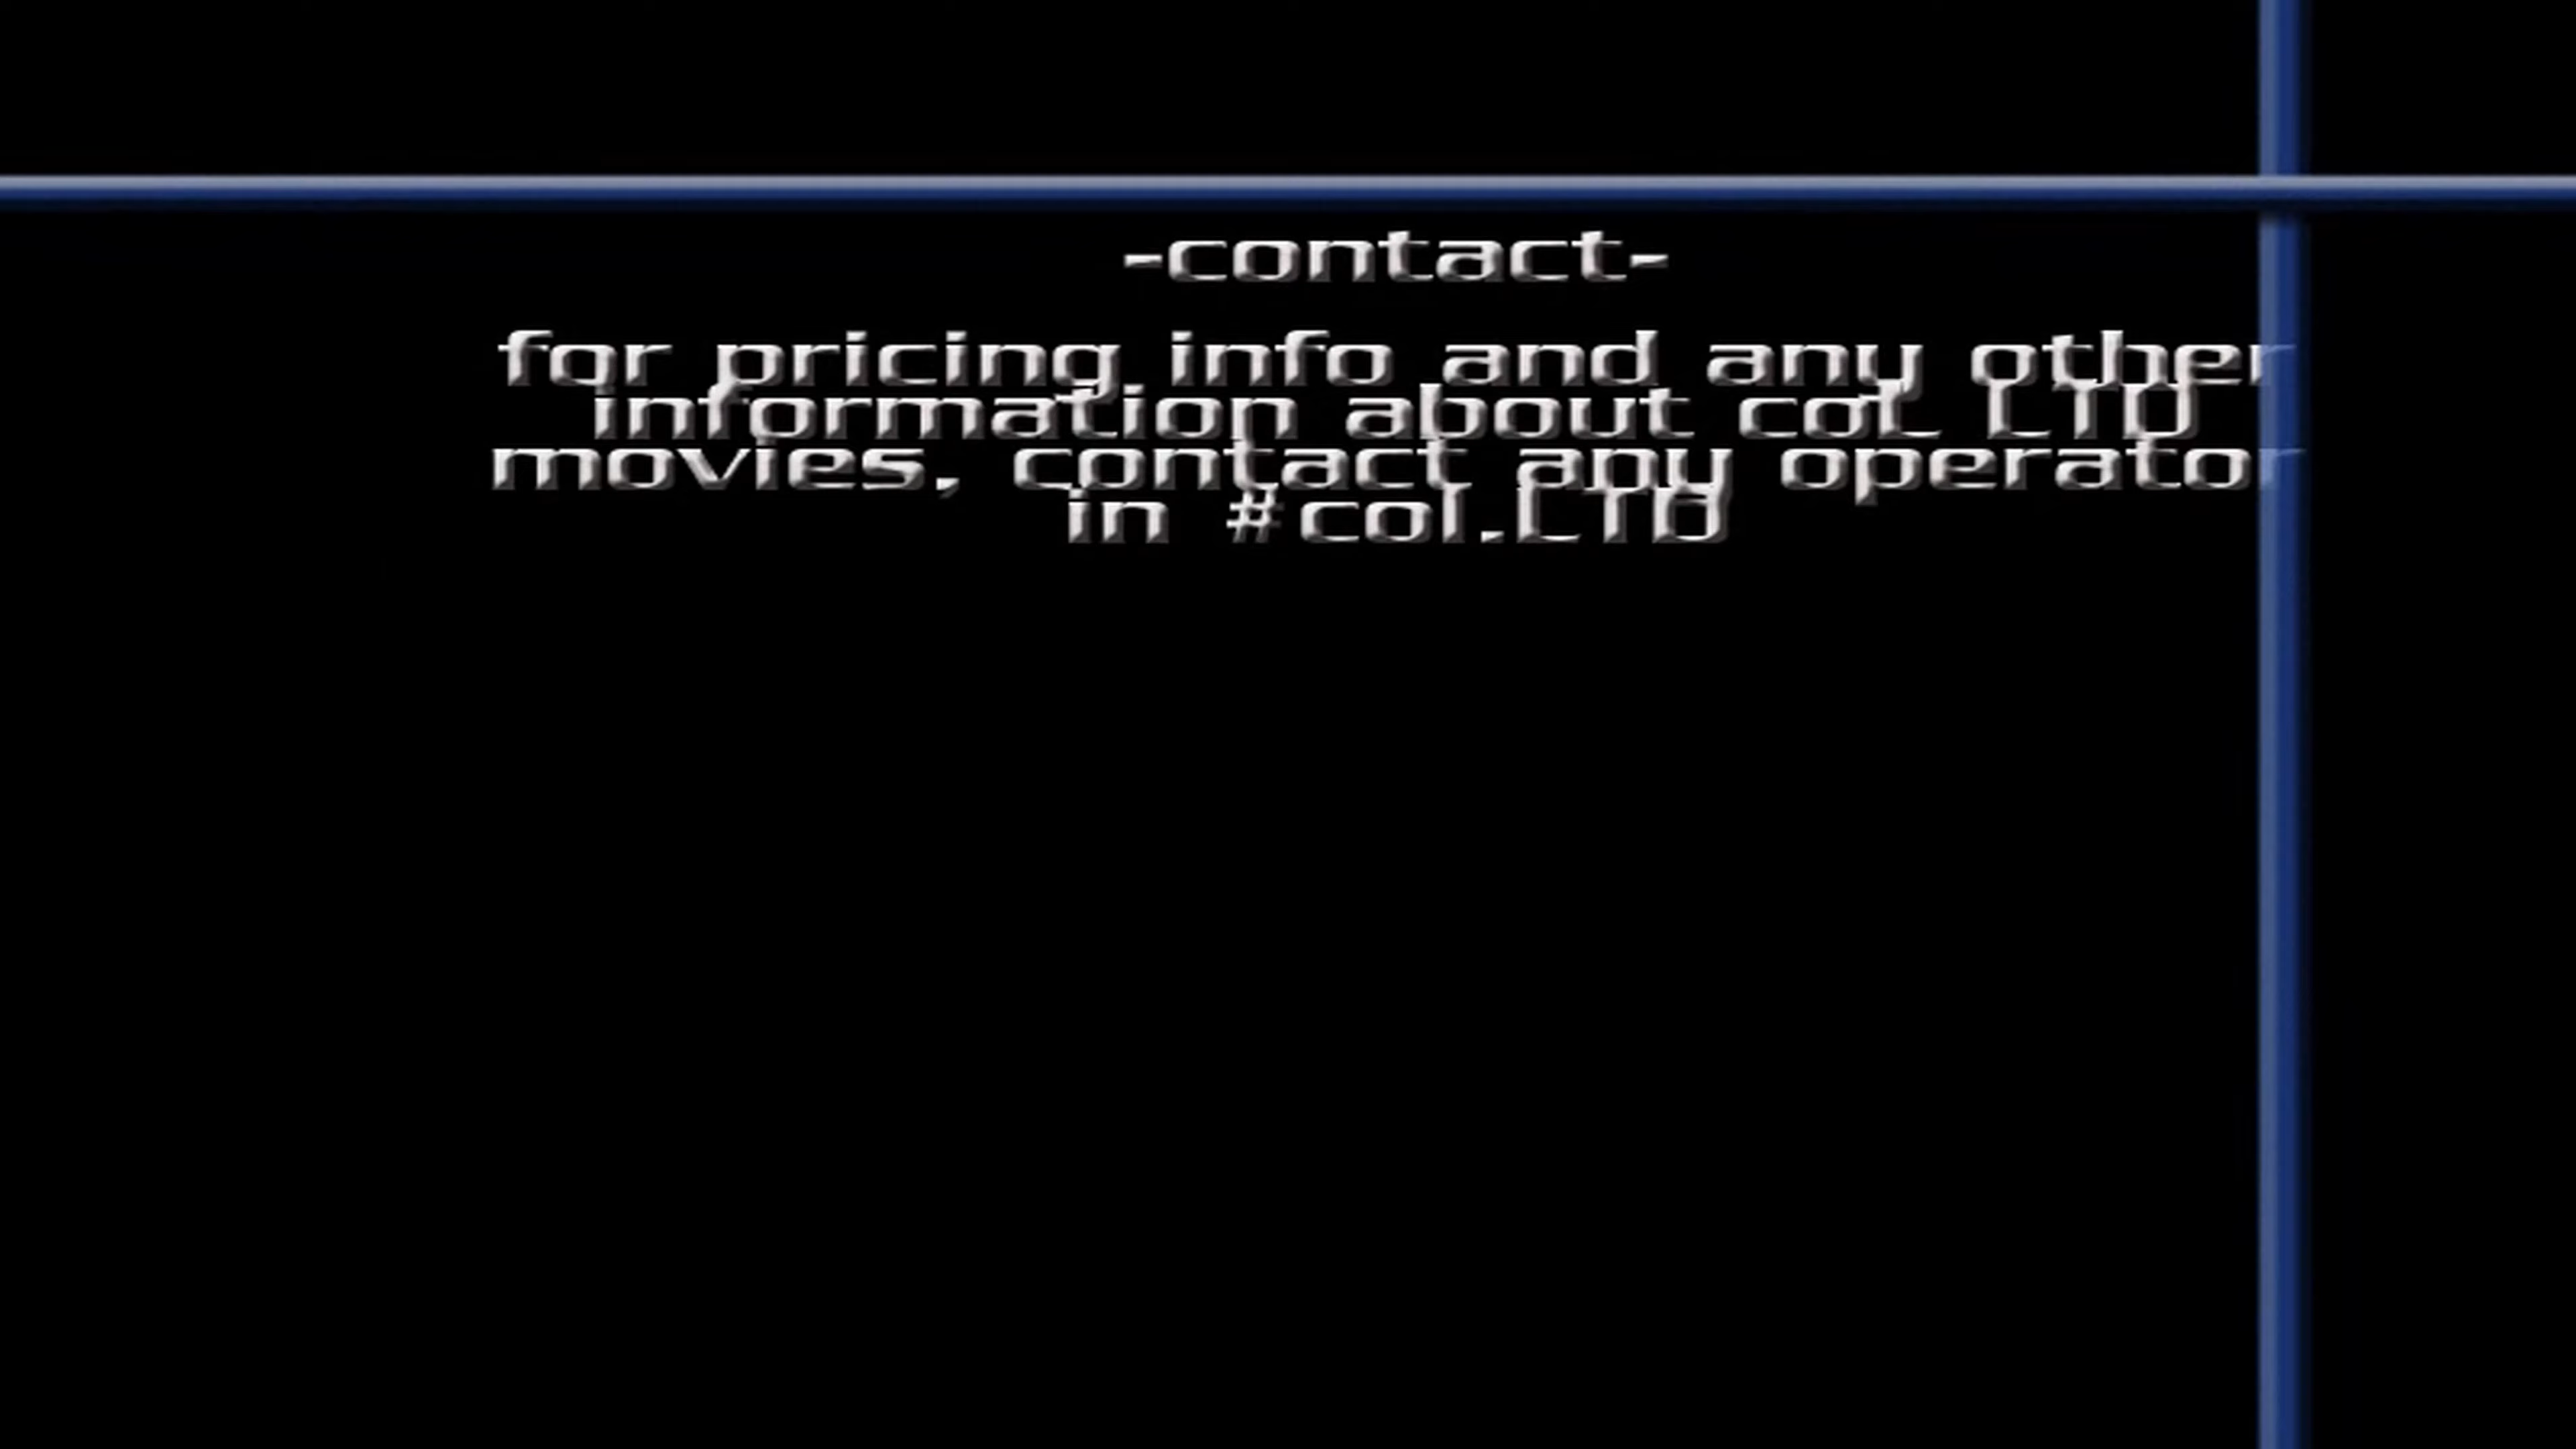 -contact-
for pricing info and any other
information about coL LTD
movies, contact any operator
in #col.LTD